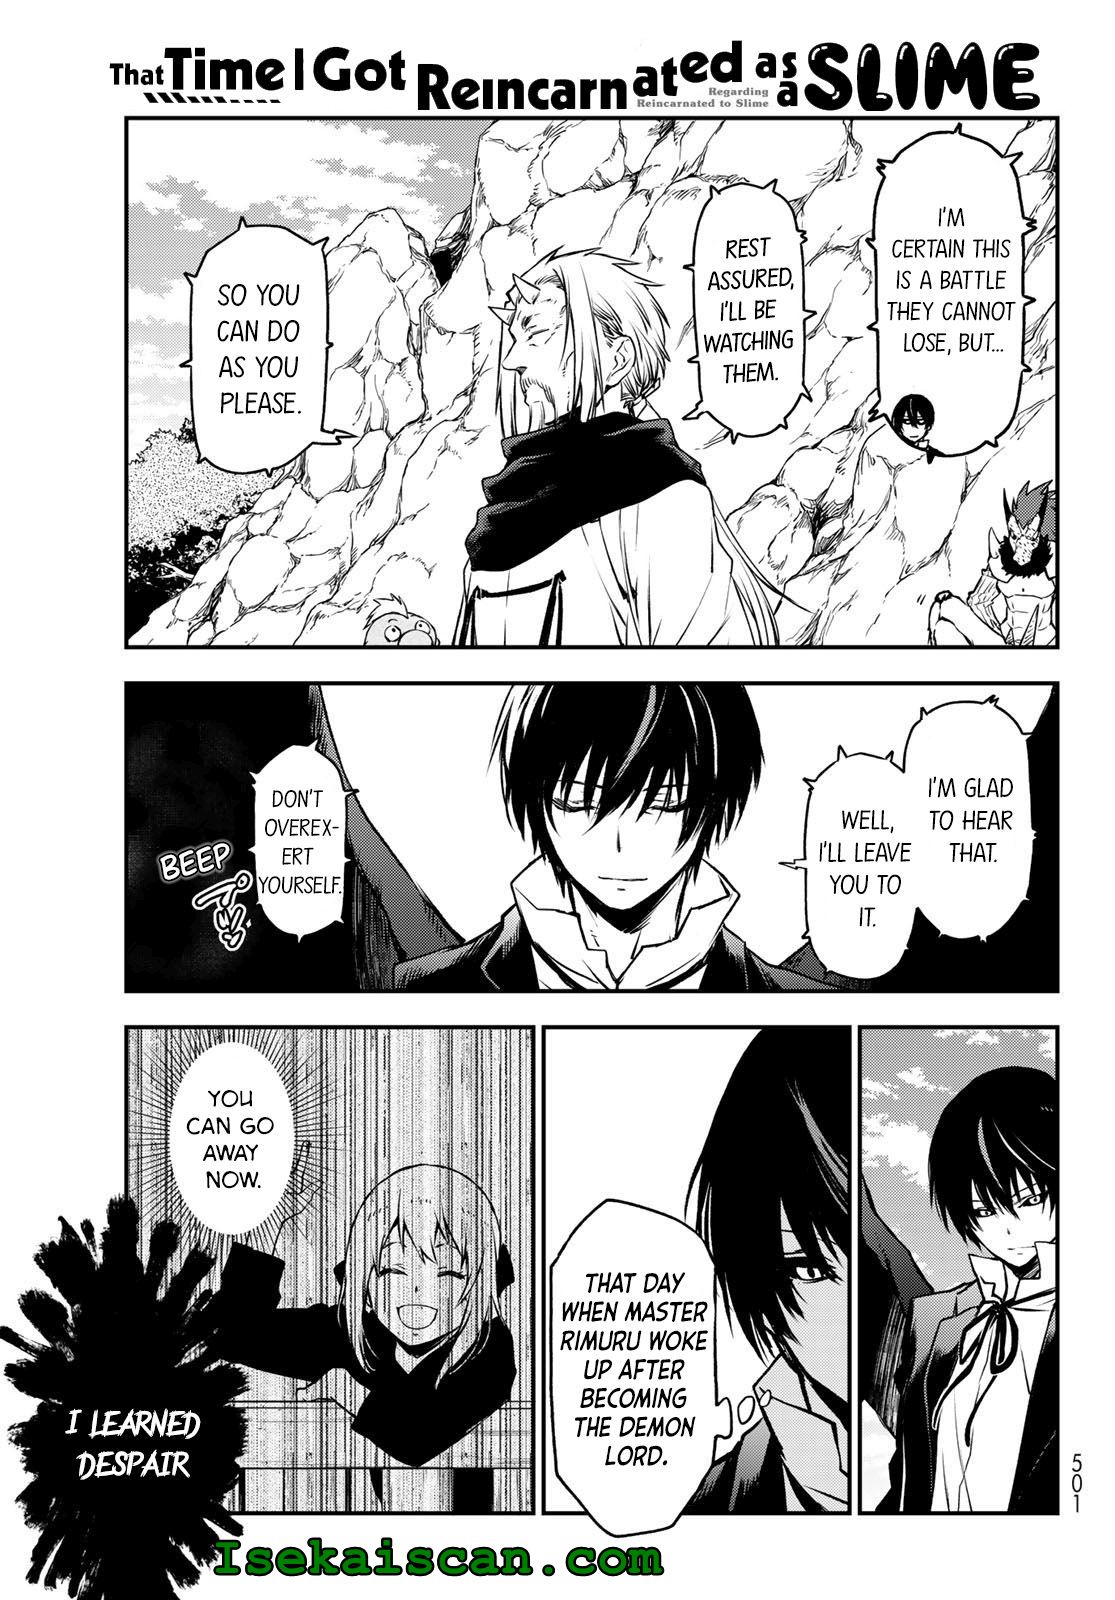 That Time I Got Reincarnated as a SLIME
Regarding
Reincarnated to Slime
I'M
CERTAIN THIS
IS A BATTLE
THEY CANNOT
LOSE, BUT...
REST
ASSURED,
I'LL BE
WATCHING
THEM.
SO YOU
CAN DO
AS YOU
PLEASE.
I'M GLAD
TO HEAR
THAT.
WELL,
I'LL LEAVE
YOU TO
IT.
DON'T
OVEREX-
ERT
YOURSELF.
BEEP
プツッ
THAT DAY
WHEN MASTER
RIMURU WOKE
UP AFTER
BECOMING
THE DEMON
LORD.
YOU
CAN GO
AWAY
NOW.
I LEARNED
DESPAIR
501
Isekaiscan.com